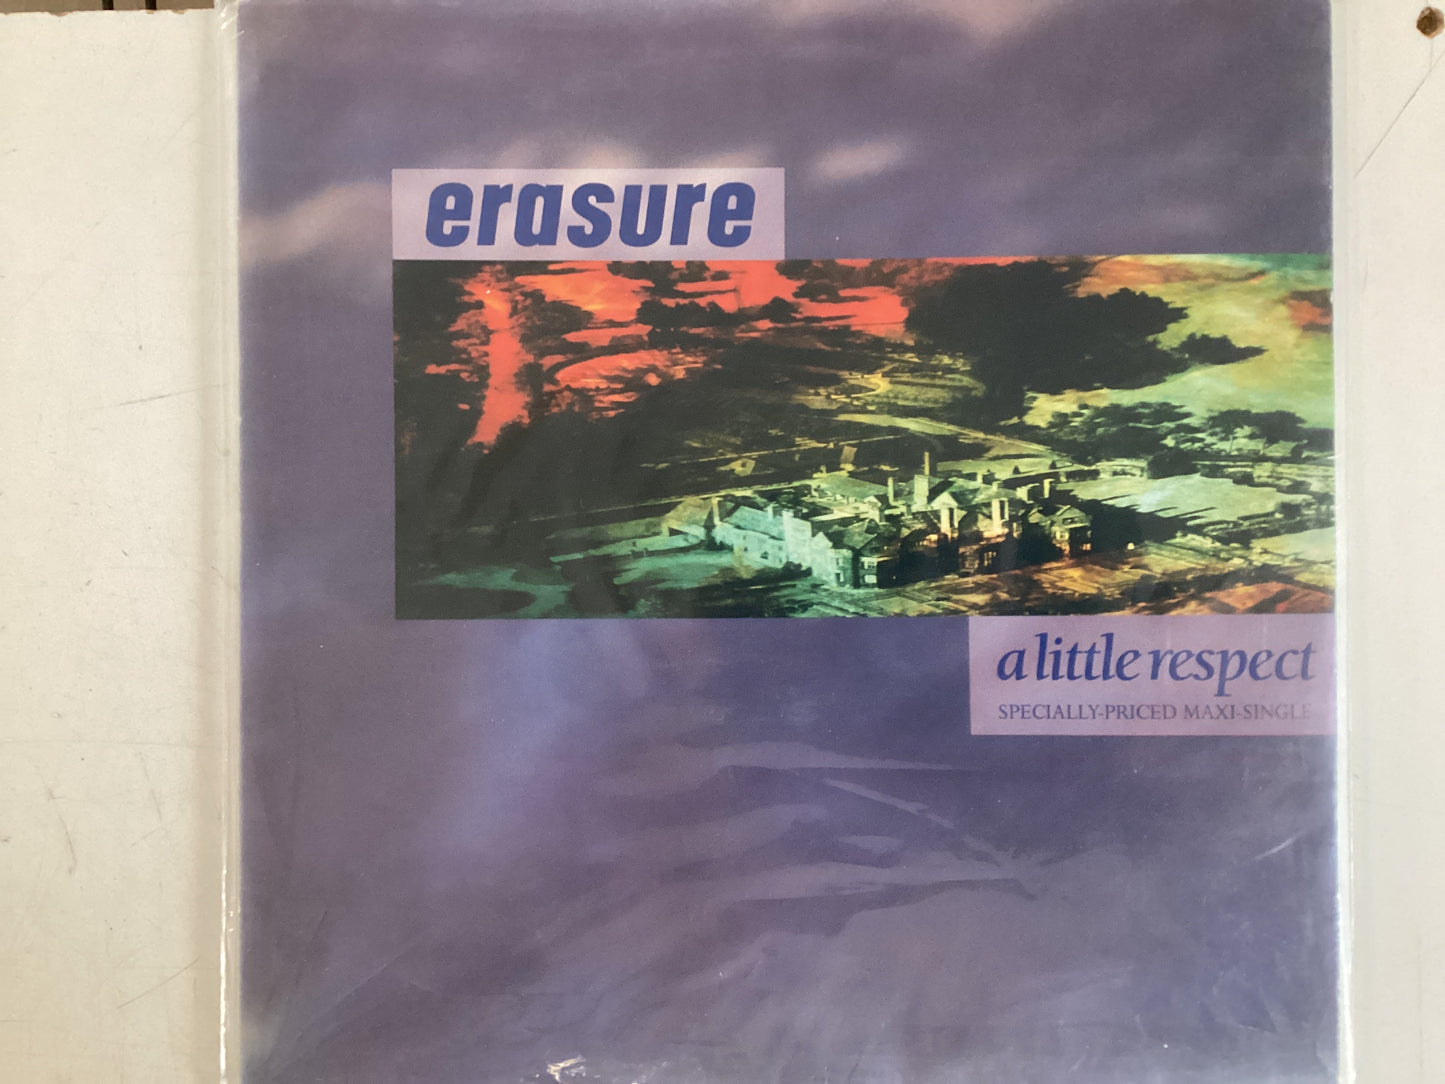 erasure
a little respect
SPECIALLY-PRICED MAXI-SINGLE